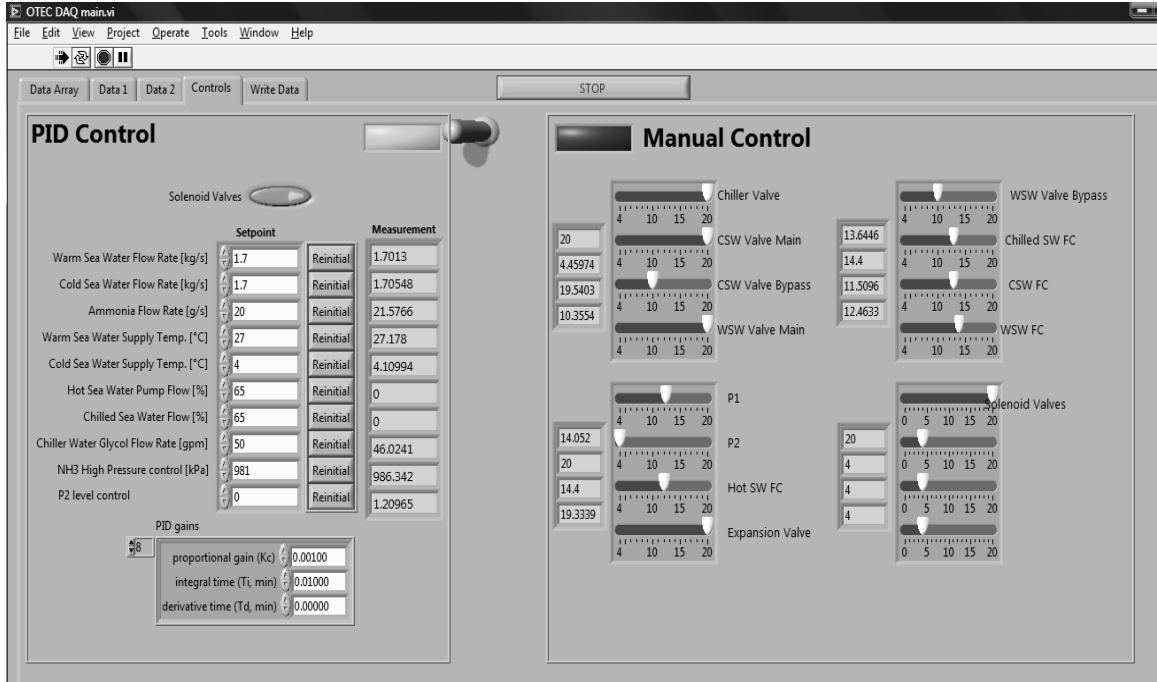 OTEC DAQ main.vi
File Edit View Project Operate Tools Window Help
Data Array Data 1 Data 2 Controls Write Data
STOP
PID Control
Solenoid Valves
Setpoint Measurement
Warm Sea Water Flow Rate [kg/s] 1.7 Reinitial 1.7013
Cold Sea Water Flow Rate [kg/s] 1.7 Reinitial 1.70548
Ammonia Flow Rate [g/s] 20 Reinitial 21.5766
Warm Sea Water Supply Temp. [°C] 27 Reinitial 27.178
Cold Sea Water Supply Temp. [°C] 4 Reinitial 4.10994
Hot Sea Water Pump Flow [%] 65 Reinitial 0
Chilled Sea Water Flow [%] 65 Reinitial 0
Chiller Water Glycol Flow Rate [gpm] 50 Reinitial 46.0241
NH3 High Pressure control [kPa] 981 Reinitial 986.342
P2 level control 0 Reinitial 1.20965
PID gains
8
proportional gain (Kc) 0.00100
integral time (Ti, min) 0.01000
derivative time (Td, min) 0.00000
Manual Control
20
4.45974
19.5403
10.3554
Chiller Valve
4 10 15 20
CSW Valve Main
4 10 15 20
CSW Valve Bypass
4 10 15 20
WSW Valve Main
4 10 15 20
13.6446
14.4
11.5096
12.4633
WSW Valve Bypass
4 10 15 20
Chilled SW FC
4 10 15 20
CSW FC
4 10 15 20
WSW FC
4 10 15 20
14.052
20
14.4
19.3339
P1
4 10 15 20
P2
4 10 15 20
Hot SW FC
4 10 15 20
Expansion Valve
4 10 15 20
20
4
4
4
Solenoid Valves
0 5 10 15 20
0 5 10 15 20
0 5 10 15 20
0 5 10 15 20